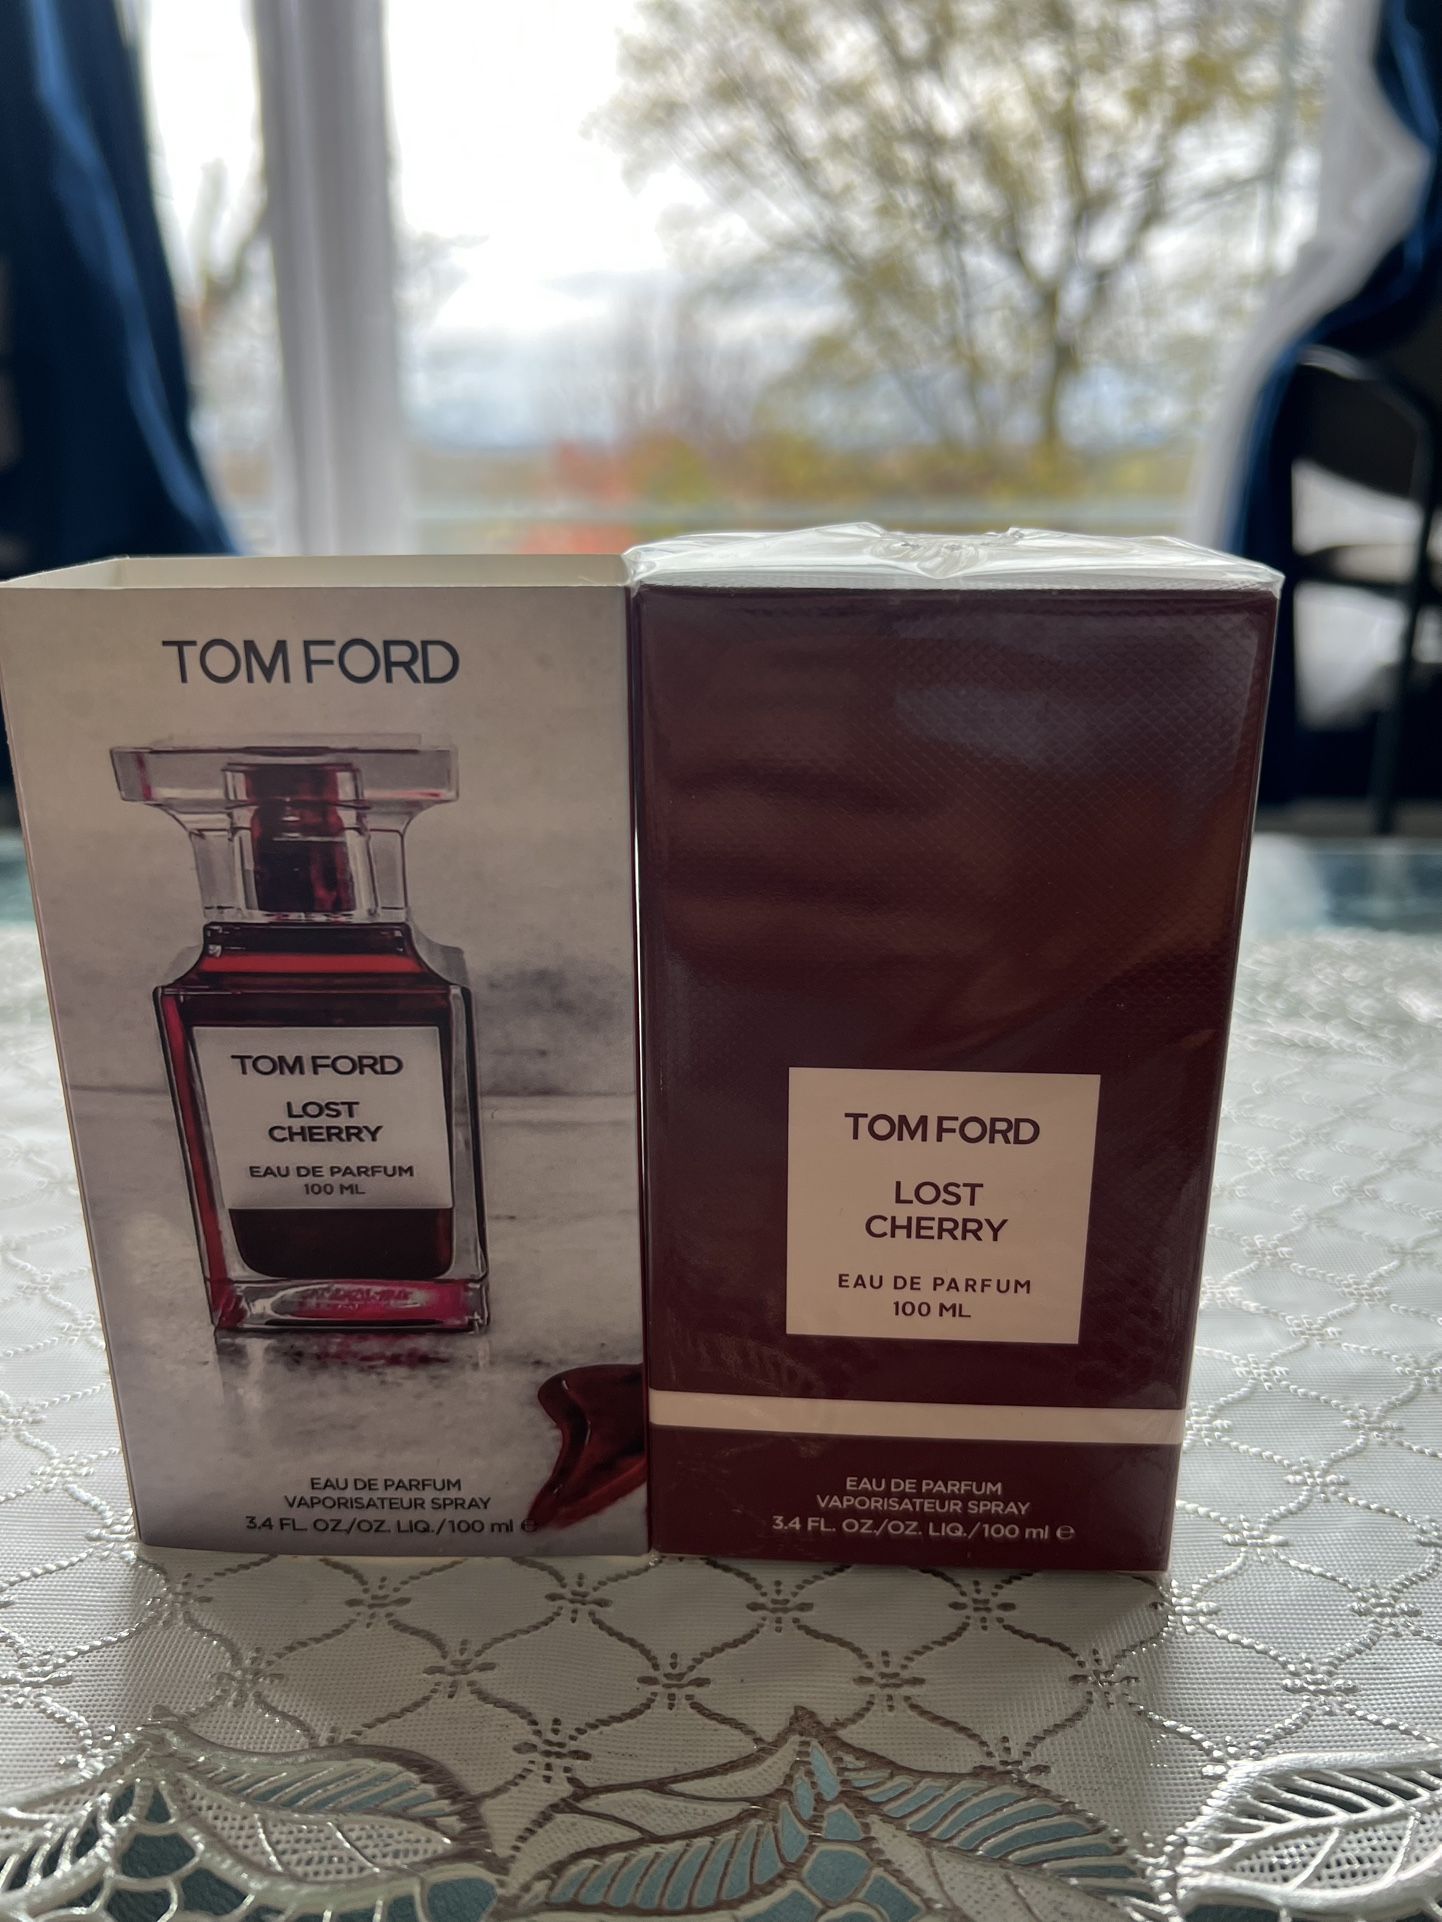 TOM FORD
TOM FORD
LOST
CHERRY
EAU DE PARFUM
100 ML
EAU DE PARFUM
VAPORISATEUR SPRAY
3.4 FL. OZ./OZ. LIQ./100 ml ℮
TOM FORD
LOST
CHERRY
EAU DE PARFUM
100 ML
EAU DE PARFUM
VAPORISATEUR SPRAY
3.4 FL. OZ./OZ. LIQ./100 ml ℮